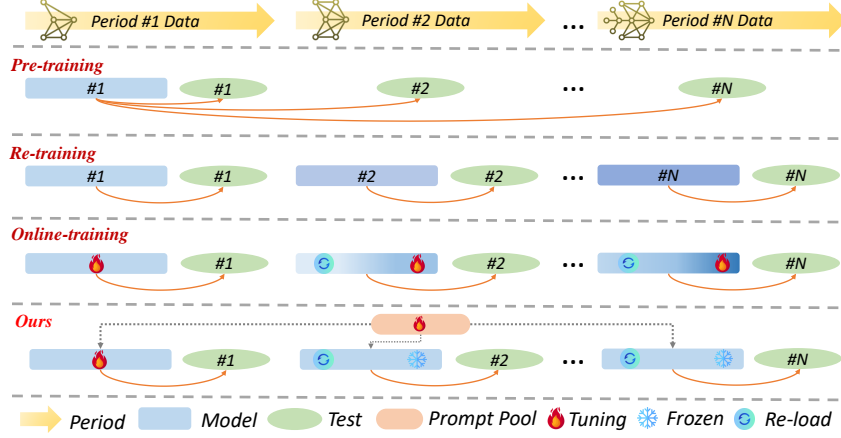 Period #1 Data Period #2 Data ... Period #N Data
Pre-training
#1 #1 #2 ... #N
Re-training
#1 #1 #2 #2 ... #N #N
Online-training
#1 #2 ... #N
Ours
#1 #2 ... #N
Period Model Test Prompt Pool Tuning Frozen Re-load